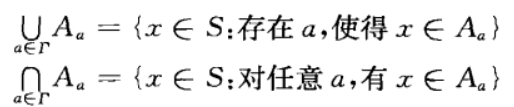 ⋃_{a∈Γ} A_a = {x ∈ S:存在 a,使得 x ∈ A_a}
⋂_{a∈Γ} A_a = {x ∈ S:对任意 a,有 x ∈ A_a}